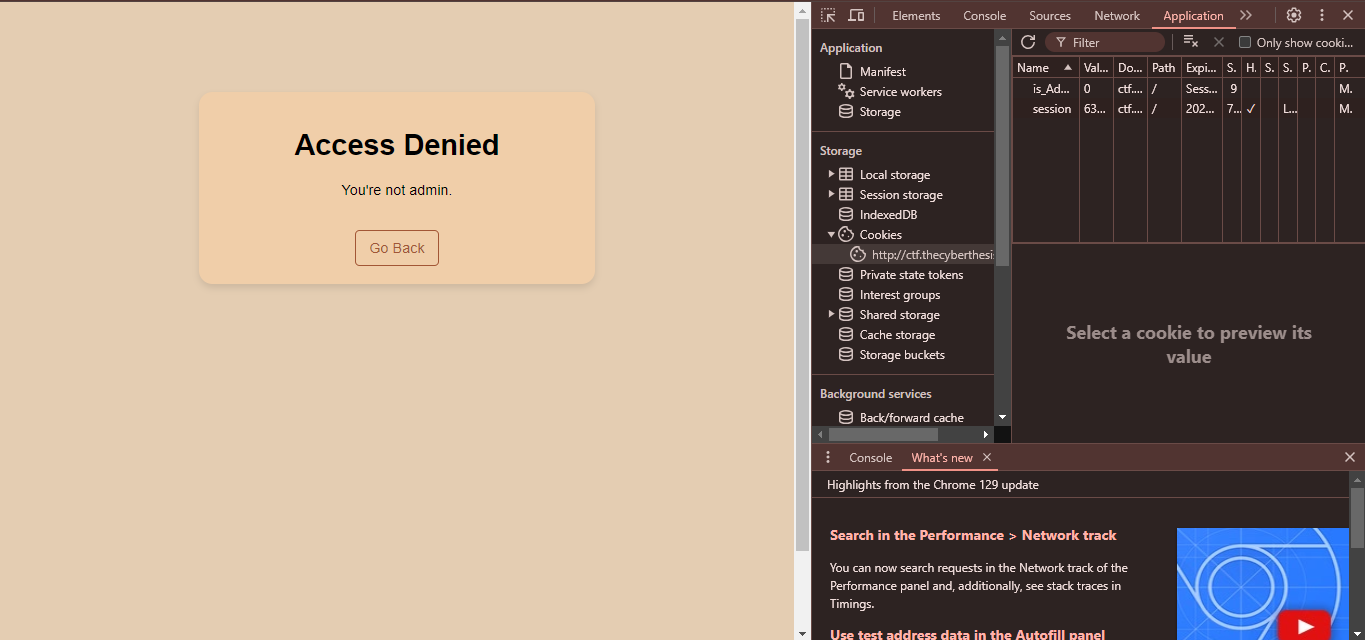 Access Denied
You're not admin.
Go Back
Elements Console Sources Network Application
Application
Manifest
Service workers
Storage
Storage
Local storage
Session storage
IndexedDB
Cookies
http://ctf.thecyberthesi
Private state tokens
Interest groups
Shared storage
Cache storage
Storage buckets
Background services
Back/forward cache
Filter Only show cooki...
Name Val... Do... Path Expi... S. H. S. S. P. C. P.
is_Ad... 0 ctf.... / Sess... 9 M.
session 63... ctf.... / 202... 7... ✓ L... M.
Select a cookie to preview its
value
Console What's new
Highlights from the Chrome 129 update
Search in the Performance > Network track
You can now search requests in the Network track of the
Performance panel and, additionally, see stack traces in
Timings.
Use test address data in the Autofill panel